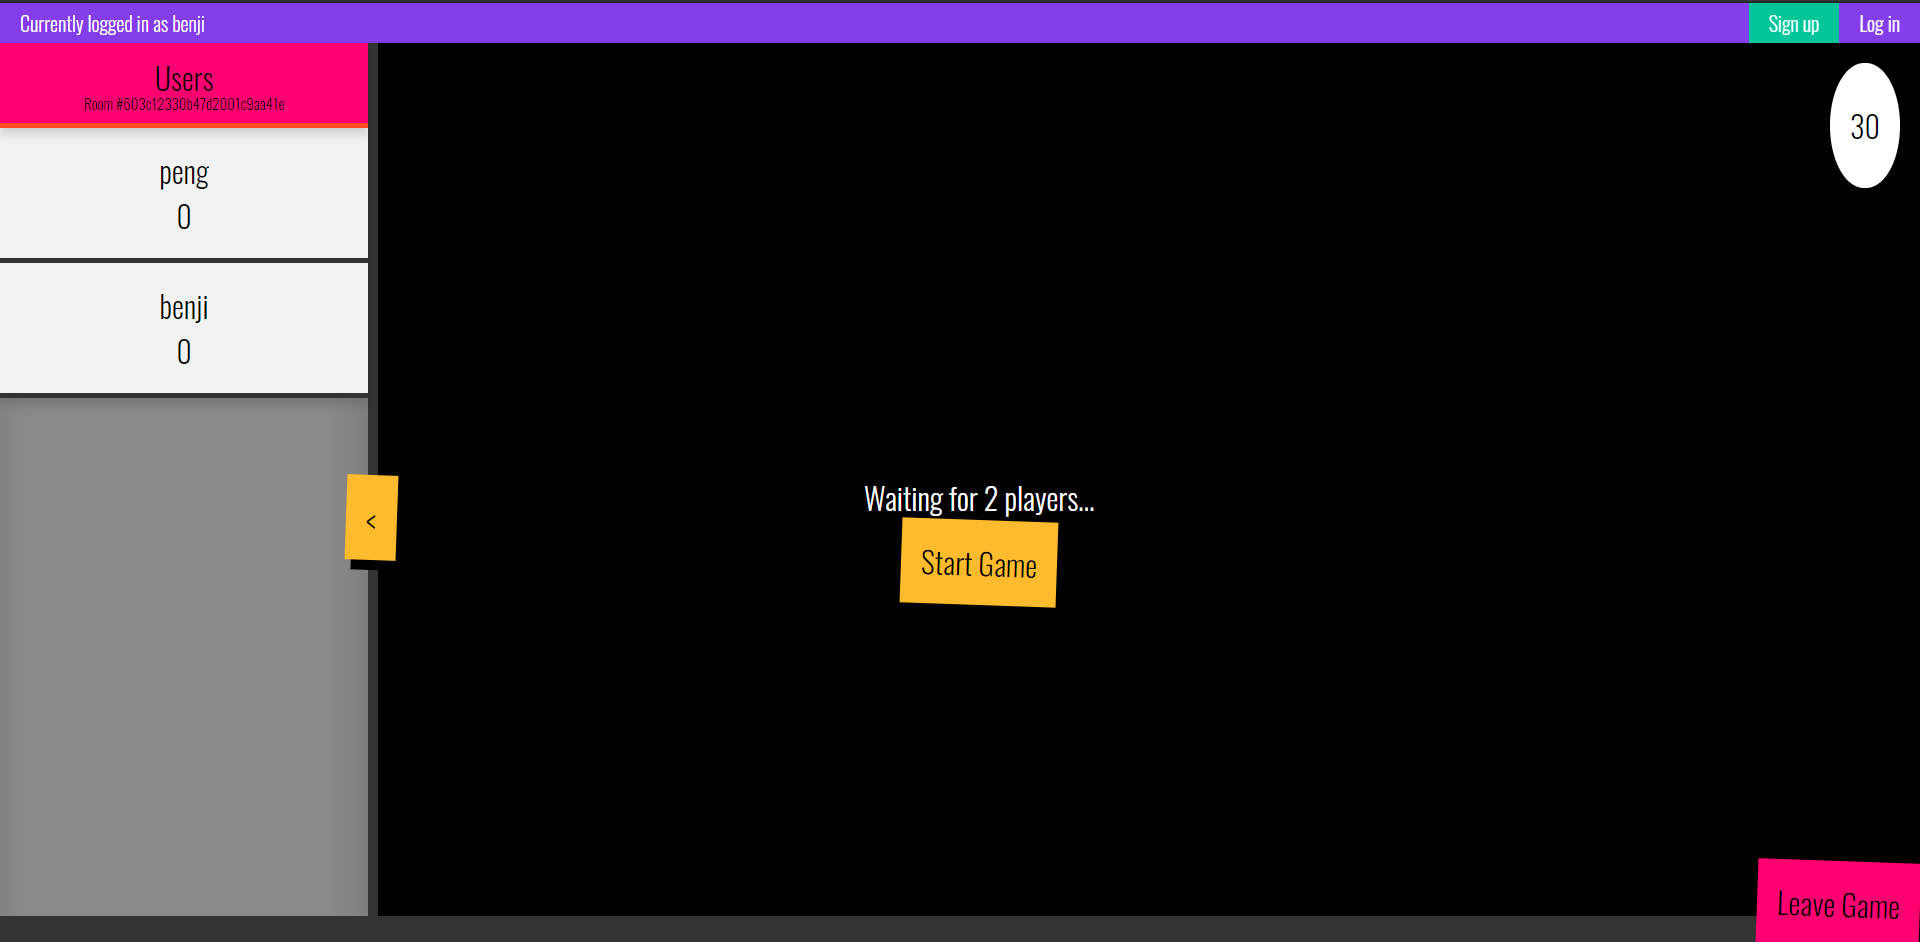 Currently logged in as benji
Sign up
Log in
Users
Room #603c12330b47d2001c9aa41e
peng
0
benji
0
30
<
Waiting for 2 players...
Start Game
Leave Game